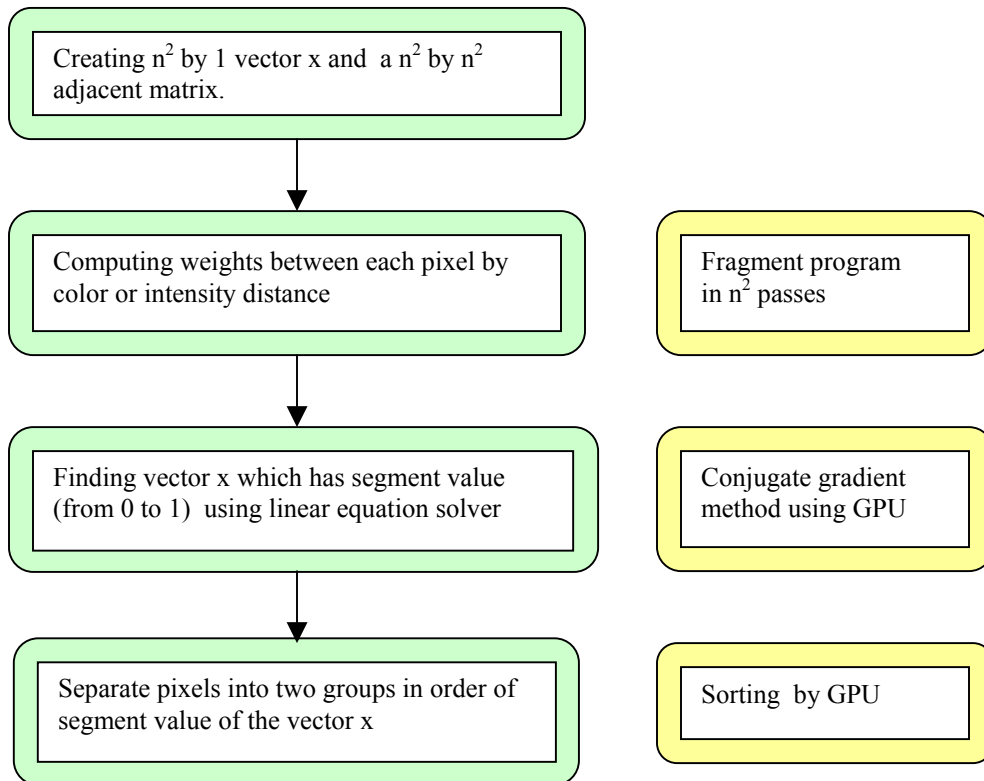 Creating n² by 1 vector x and a n² by n²
adjacent matrix.
Computing weights between each pixel by
color or intensity distance
Fragment program
in n² passes
Finding vector x which has segment value
(from 0 to 1) using linear equation solver
Conjugate gradient
method using GPU
Separate pixels into two groups in order of
segment value of the vector x
Sorting by GPU